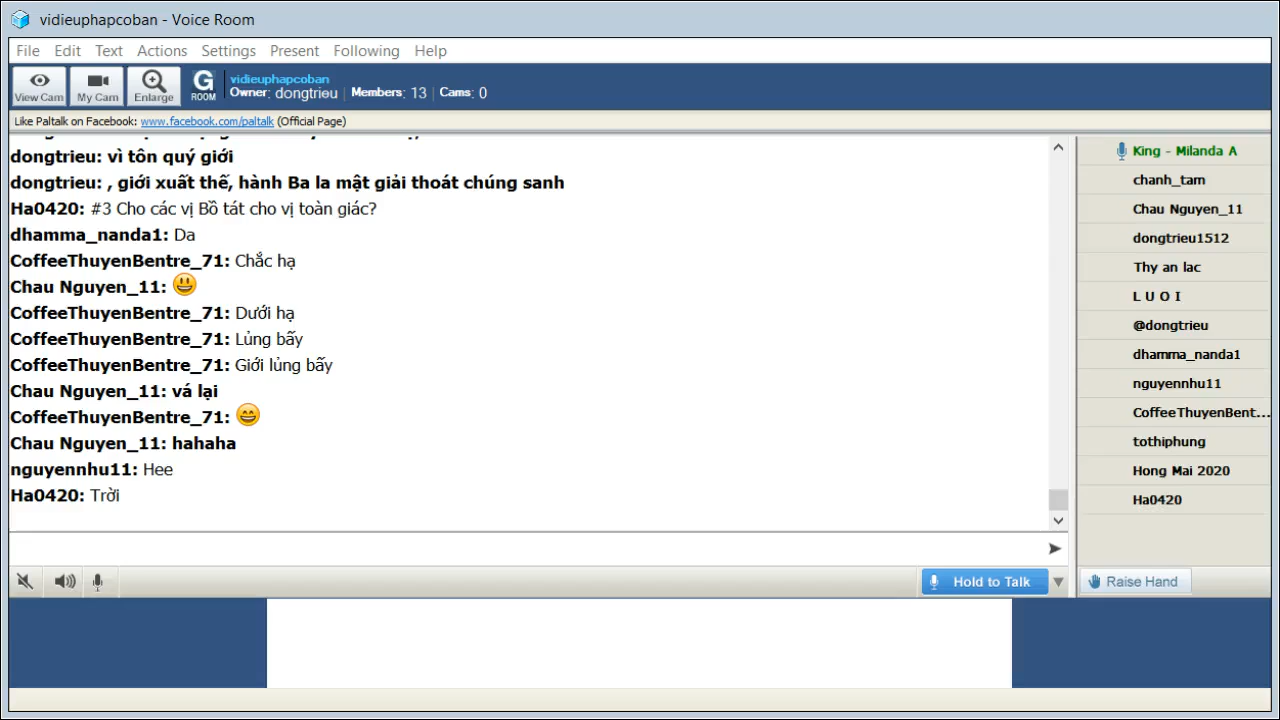 vidieuphapcoban - Voice Room
File Edit Text Actions Settings Present Following Help
View Cam My Cam Enlarge G ROOM
vidieuphapcoban
Owner: dongtrieu | Members: 13 | Cams: 0
Like Paltalk on Facebook: www.facebook.com/paltalk (Official Page)
dongtrieu: vì tôn quý giới
dongtrieu: , giới xuất thế, hành Ba la mật giải thoát chúng sanh
Ha0420: #3 Cho các vị Bồ tát cho vị toàn giác?
dhamma_nanda1: Da
CoffeeThuyenBentre_71: Chắc hạ
Chau Nguyen_11:
CoffeeThuyenBentre_71: Dưới hạ
CoffeeThuyenBentre_71: Lủng bấy
CoffeeThuyenBentre_71: Giới lủng bấy
Chau Nguyen_11: vá lại
CoffeeThuyenBentre_71:
Chau Nguyen_11: hahaha
nguyennhu11: Hee
Ha0420: Trời
King - Milanda A
chanh_tam
Chau Nguyen_11
dongtrieu1512
Thy an lac
L U O I
@dongtrieu
dhamma_nanda1
nguyennhu11
CoffeeThuyenBent...
tothiphung
Hong Mai 2020
Ha0420
Hold to Talk
Raise Hand